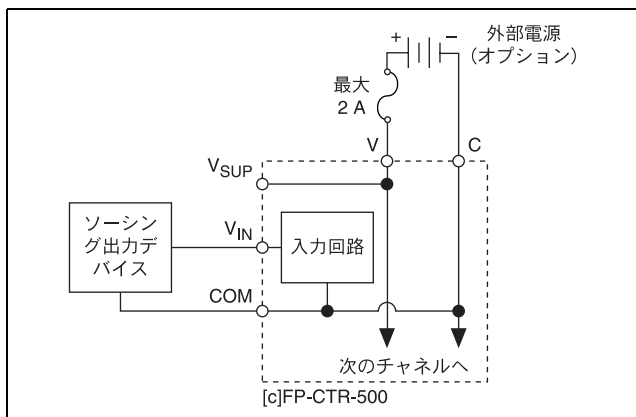 外部電源
(オプション)
+
–
最大
2 A
V
C
VSUP
ソーシン
グ出力デ
バイス
VIN
入力回路
COM
次のチャネルへ
[c]FP-CTR-500